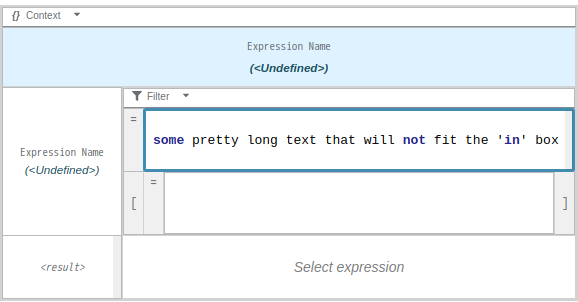 {} Context
Expression Name
(<Undefined>)
Filter
Expression Name
(<Undefined>)
=
some pretty long text that will not fit the 'in' box
[
=
]
<result>
Select expression